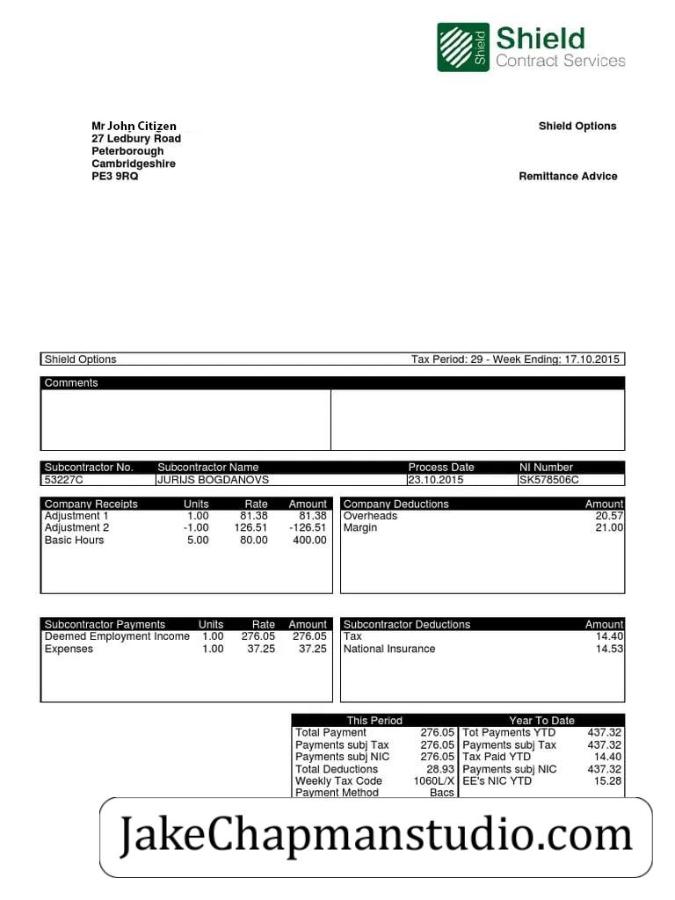 Shield
Shield
Contract Services
Mr John Citizen
27 Ledbury Road
Peterborough
Cambridgeshire
PE3 9RQ
Shield Options
Remittance Advice
Shield Options Tax Period: 29 - Week Ending: 17.10.2015
Comments
Subcontractor No. Subcontractor Name Process Date NI Number
53227C JURIJS BOGDANOVS 23.10.2015 SK578506C
Company Receipts Units Rate Amount Company Deductions Amount
Adjustment 1 1.00 81.38 81.38 Overheads 20.57
Adjustment 2 -1.00 126.51 -126.51 Margin 21.00
Basic Hours 5.00 80.00 400.00
Subcontractor Payments Units Rate Amount Subcontractor Deductions Amount
Deemed Employment Income 1.00 276.05 276.05 Tax 14.40
Expenses 1.00 37.25 37.25 National Insurance 14.53
This Period Year To Date
Total Payment 276.05 Tot Payments YTD 437.32
Payments subj Tax 276.05 Payments subj Tax 437.32
Payments subj NIC 276.05 Tax Paid YTD 14.40
Total Deductions 28.93 Payments subj NIC 437.32
Weekly Tax Code 1060L/X EE's NIC YTD 15.28
Payment Method Bacs
JakeChapmanstudio.com